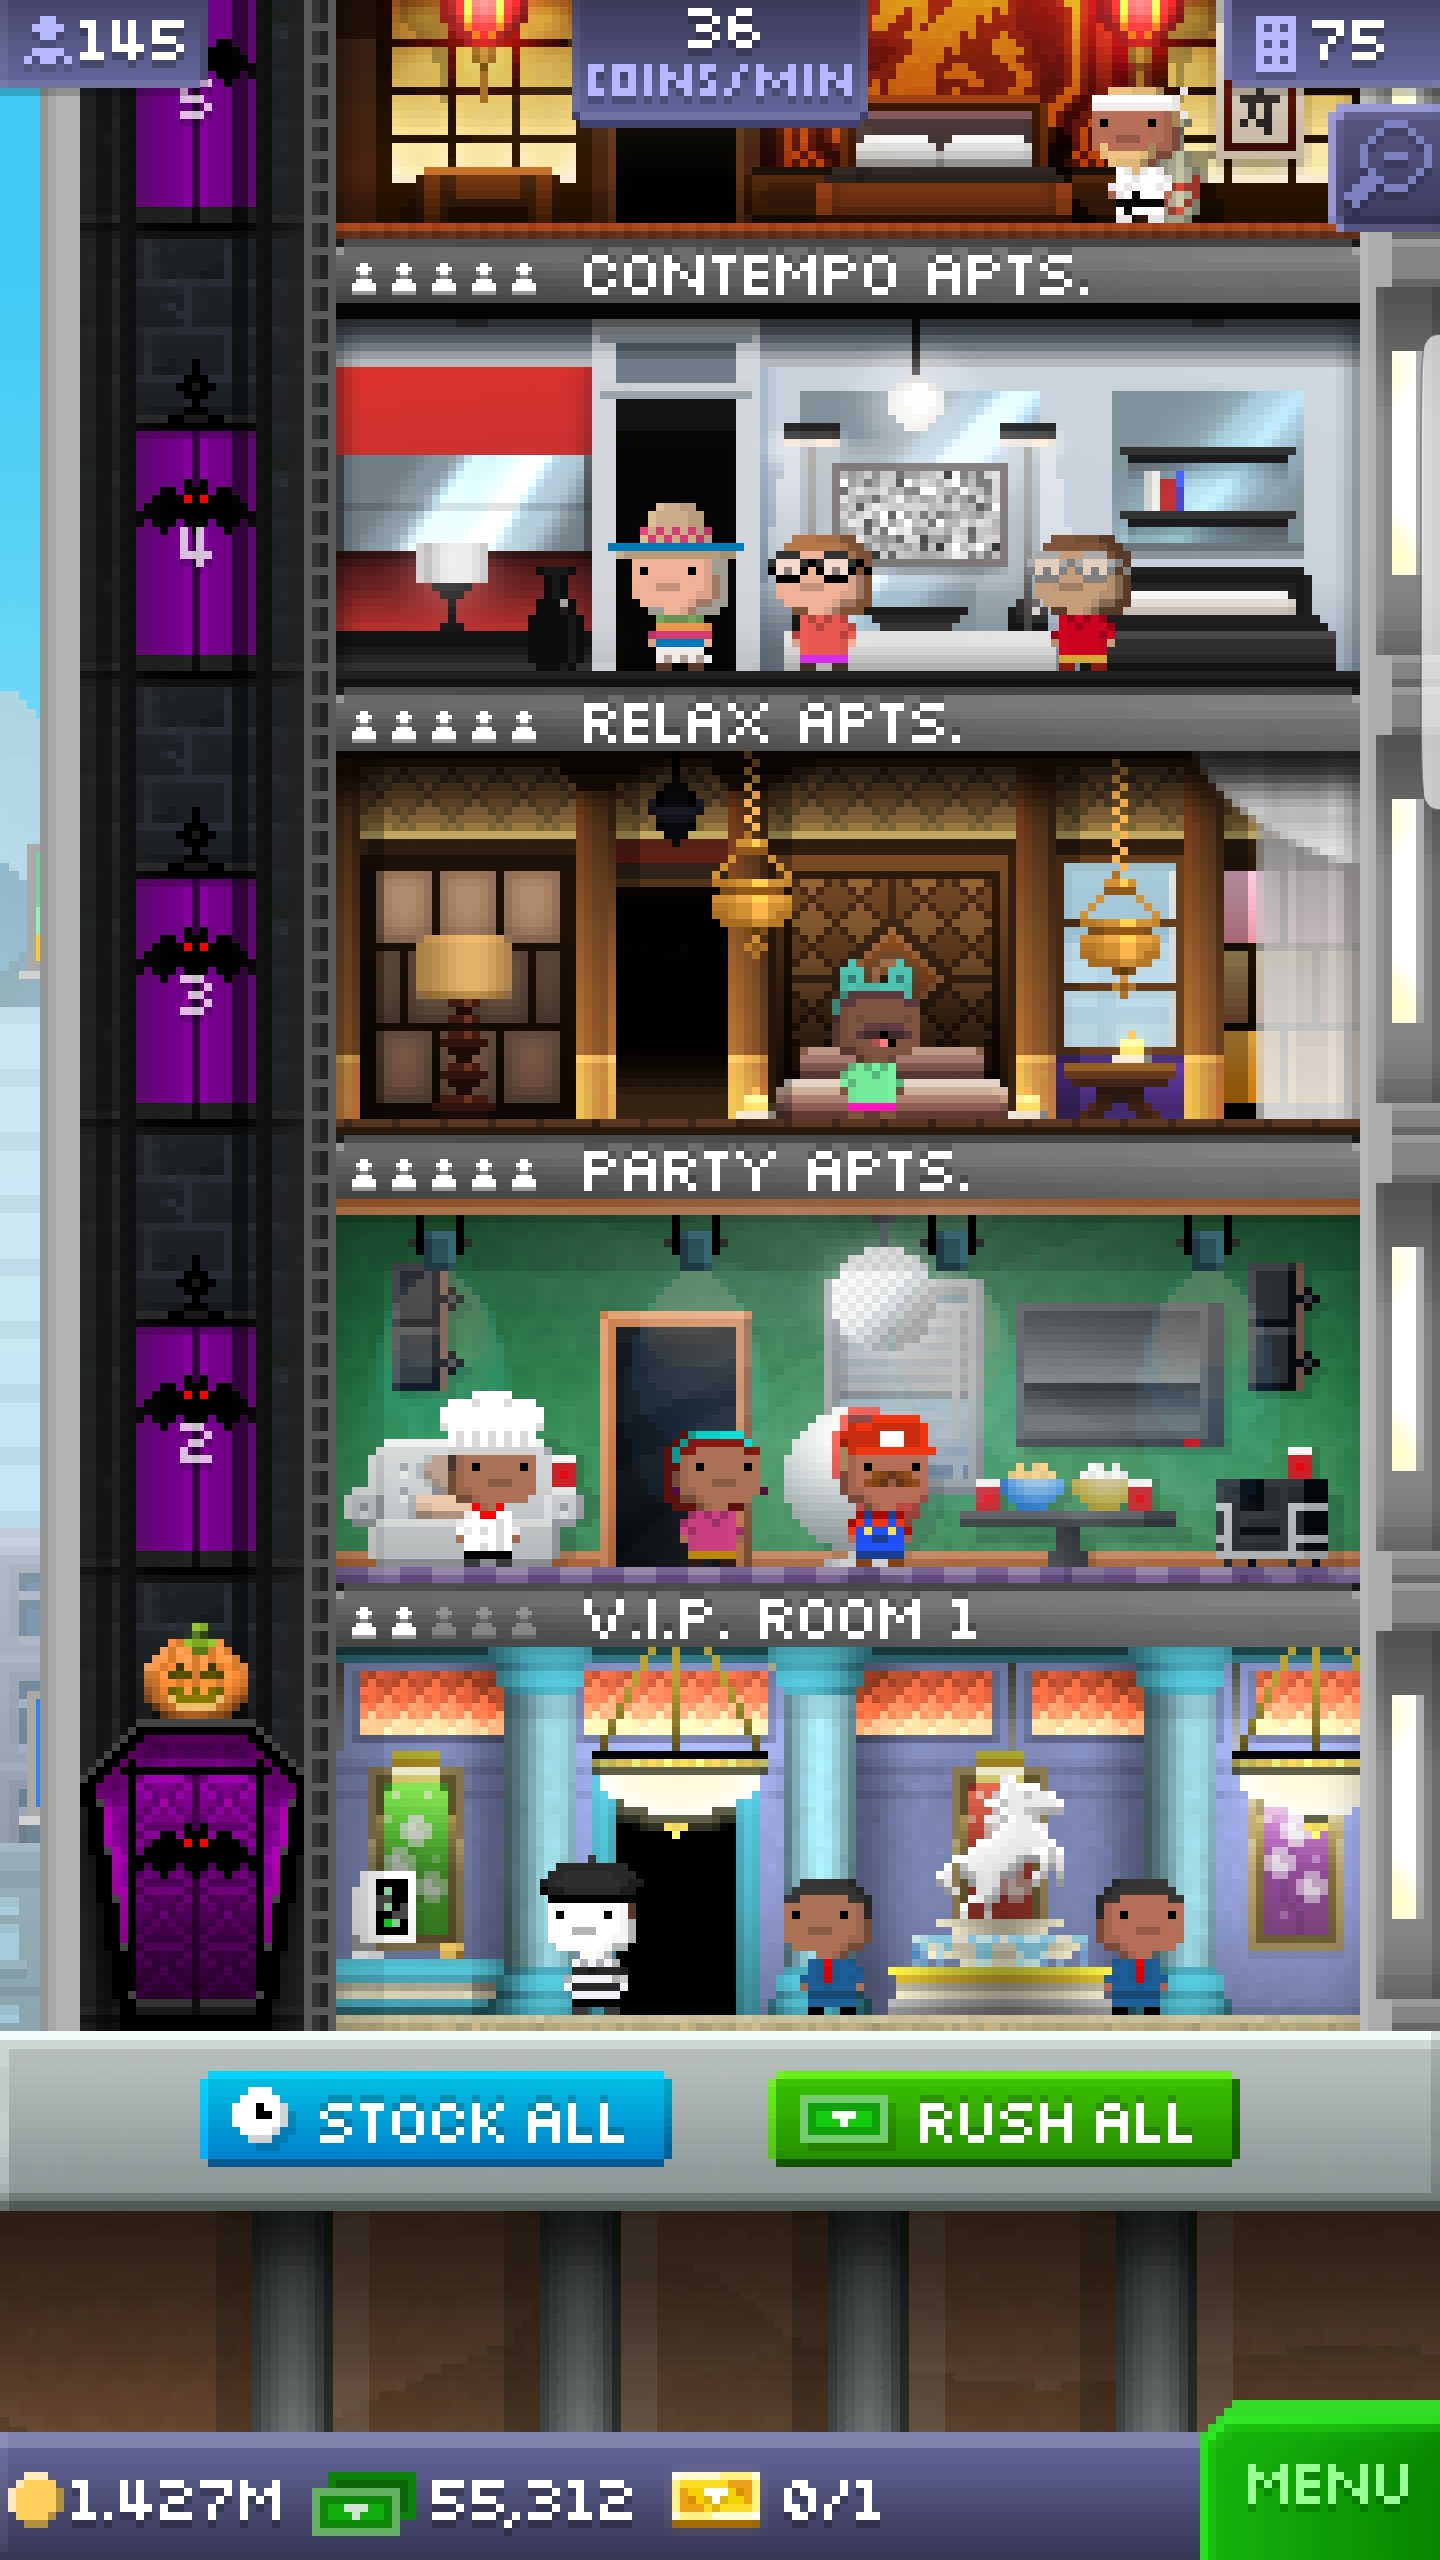 145
36
COINS/MIN
75
5
CONTEMPO APTS.
4
RELAX APTS.
3
PARTY APTS.
2
V.I.P. ROOM 1
STOCK ALL
RUSH ALL
1.427M
55,312
0/1
MENU